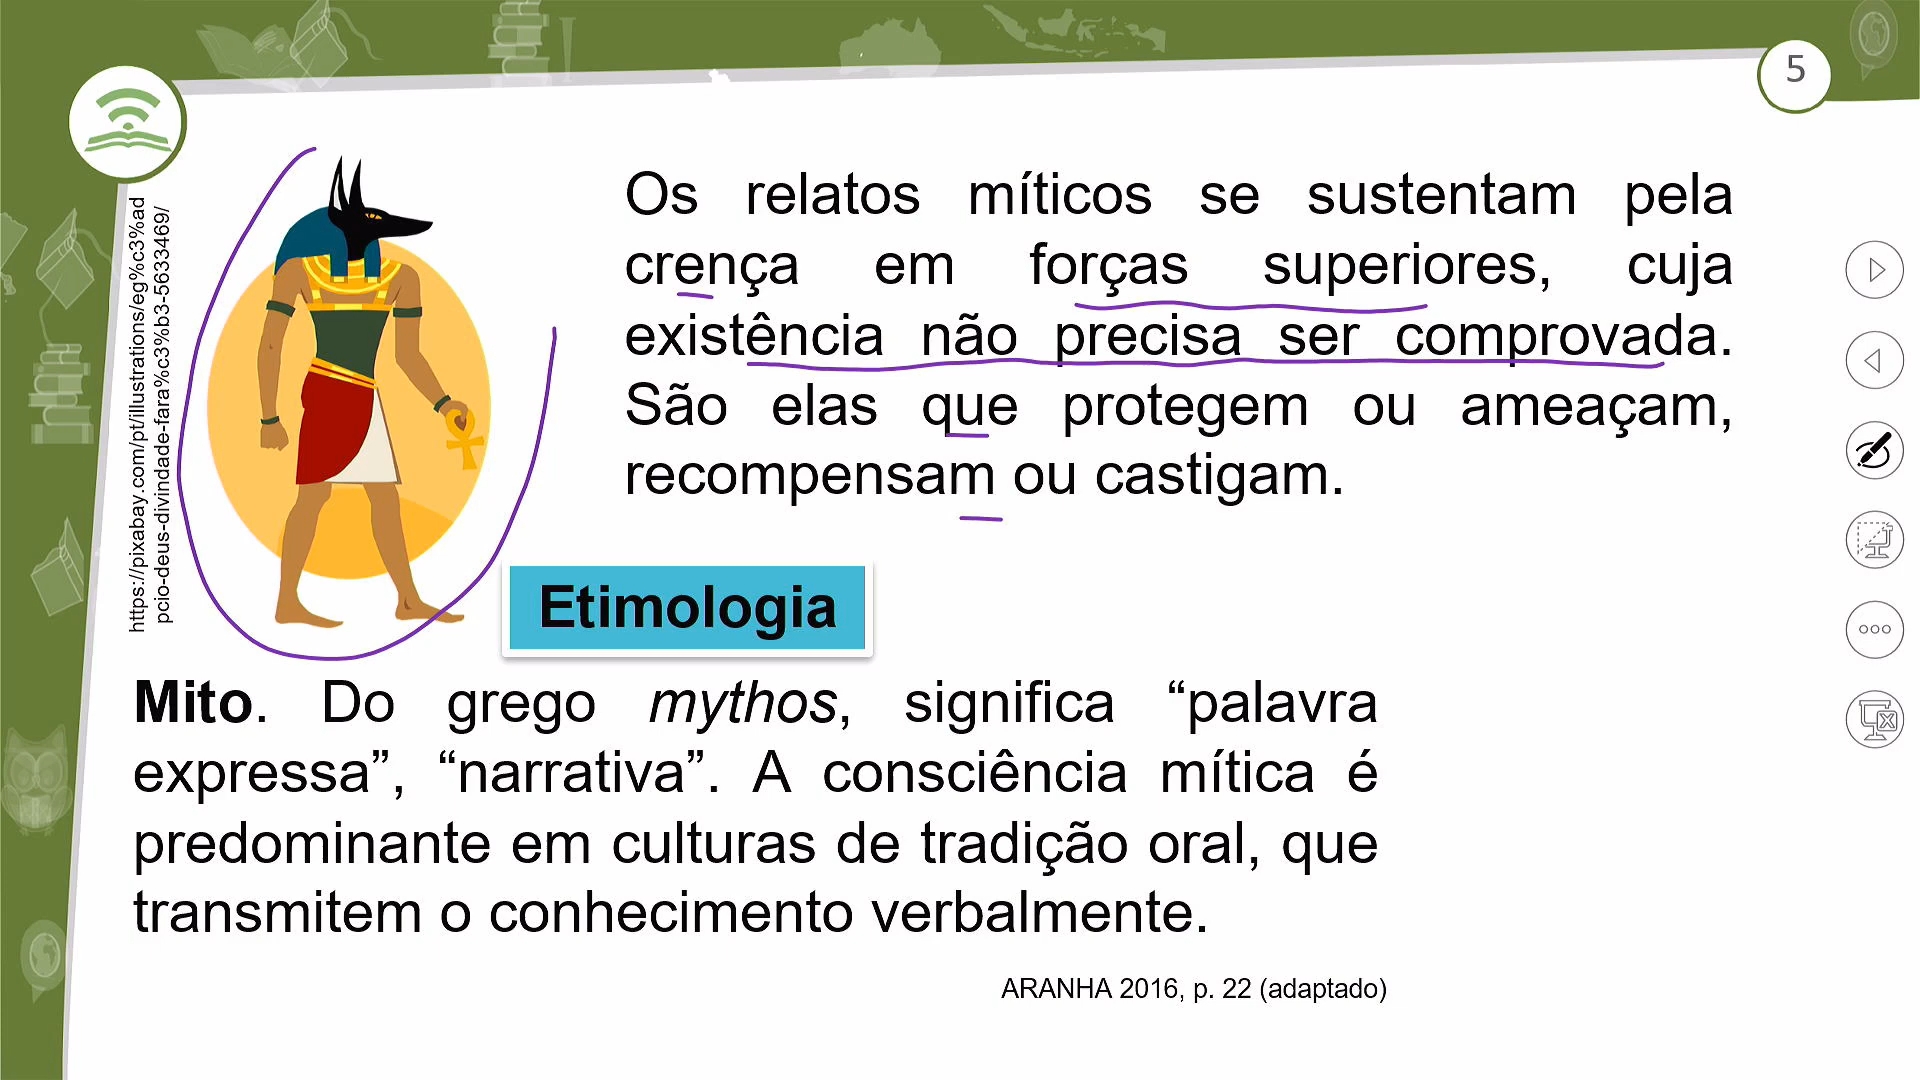 5
https://pixabay.com/pt/illustrations/eg%c3%ad
pcio-deus-divindade-fara%c3%b3-5633469/
Os relatos míticos se sustentam pela
crença em forças superiores, cuja
existência não precisa ser comprovada.
São elas que protegem ou ameaçam,
recompensam ou castigam.
Etimologia
Mito. Do grego mythos, significa “palavra
expressa”, “narrativa”. A consciência mítica é
predominante em culturas de tradição oral, que
transmitem o conhecimento verbalmente.
ARANHA 2016, p. 22 (adaptado)